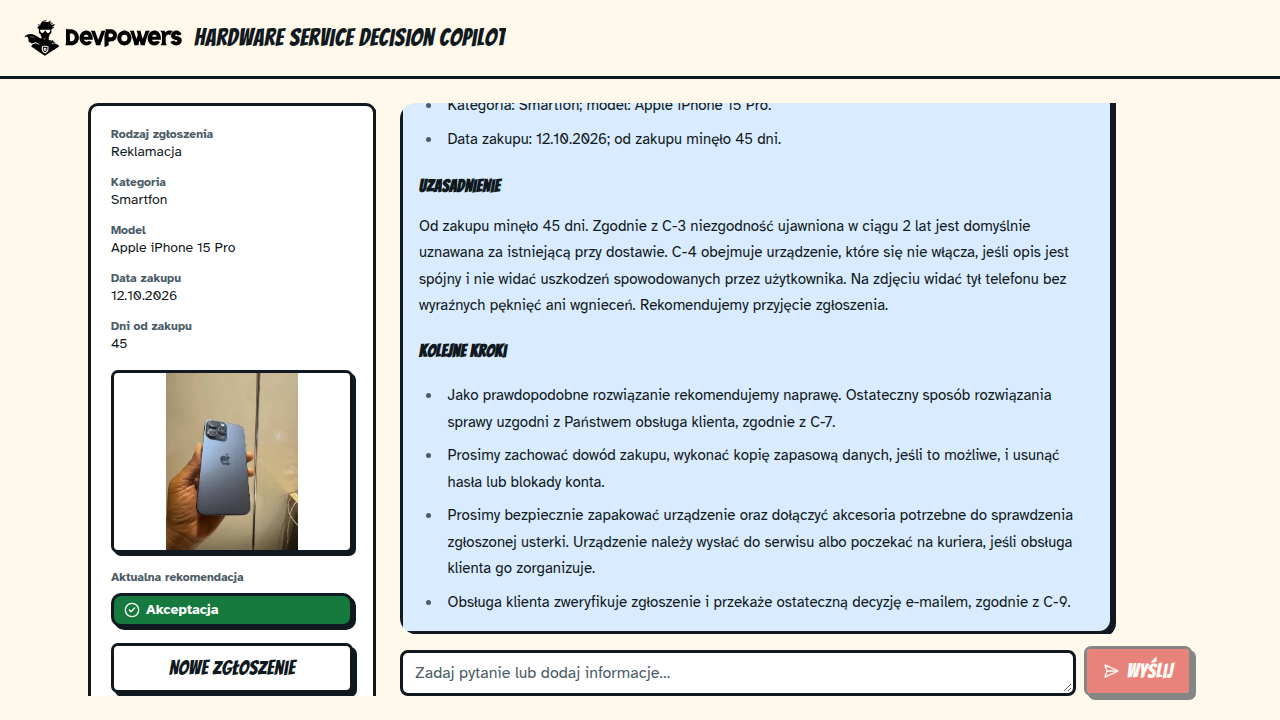 DevPowers HARDWARE SERVICE DECISION COPILOT
Rodzaj zgłoszenia
Reklamacja
Kategoria
Smartfon
Model
Apple iPhone 15 Pro
Data zakupu
12.10.2026
Dni od zakupu
45
Aktualna rekomendacja
Akceptacja
NOWE ZGŁOSZENIE
Kategoria: Smartfon; model: Apple iPhone 15 Pro.
Data zakupu: 12.10.2026; od zakupu minęło 45 dni.
UZASADNIENIE
Od zakupu minęło 45 dni. Zgodnie z C-3 niezgodność ujawniona w ciągu 2 lat jest domyślnie
uznawana za istniejącą przy dostawie. C-4 obejmuje urządzenie, które się nie włącza, jeśli opis jest
spójny i nie widać uszkodzeń spowodowanych przez użytkownika. Na zdjęciu widać tył telefonu bez
wyraźnych pęknięć ani wgnieceń. Rekomendujemy przyjęcie zgłoszenia.
KOLEJNE KROKI
Jako prawdopodobne rozwiązanie rekomendujemy naprawę. Ostateczny sposób rozwiązania
sprawy uzgodni z Państwem obsługa klienta, zgodnie z C-7.
Prosimy zachować dowód zakupu, wykonać kopię zapasową danych, jeśli to możliwe, i usunąć
hasła lub blokady konta.
Prosimy bezpiecznie zapakować urządzenie oraz dołączyć akcesoria potrzebne do sprawdzenia
zgłoszonej usterki. Urządzenie należy wysłać do serwisu albo poczekać na kuriera, jeśli obsługa
klienta go zorganizuje.
Obsługa klienta zweryfikuje zgłoszenie i przekaże ostateczną decyzję e-mailem, zgodnie z C-9.
Zadaj pytanie lub dodaj informacje...
WYŚLIJ